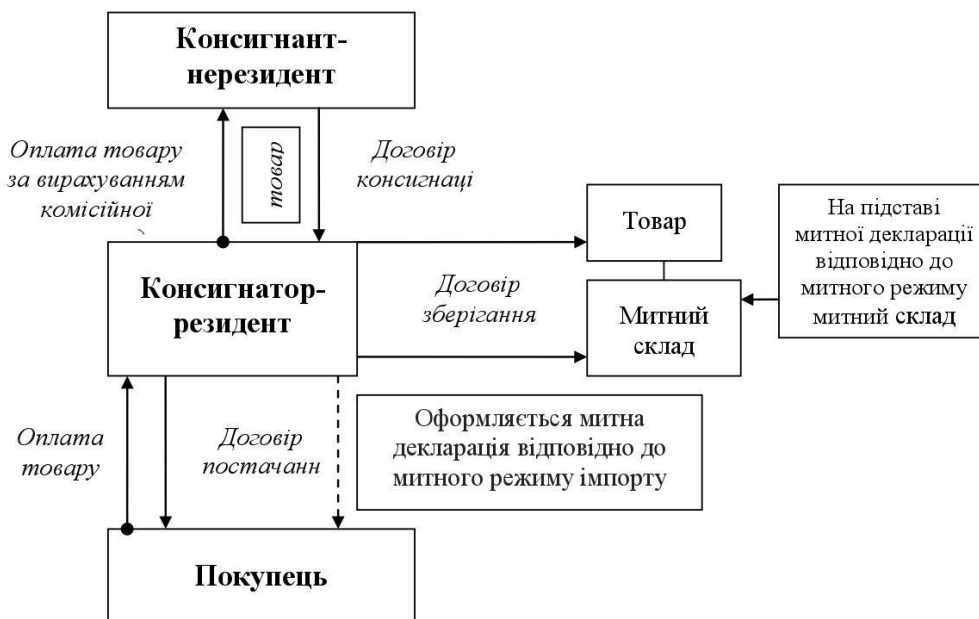 Консигнант-
нерезидент
Оплата товару
за вирахуванням
комісійної
товар
Договір
консигнаці
Товар
На підставі
митної декларації
відповідно до
митного режиму
митний склад
Консигнатор-
резидент
Договір
зберігання
Митний
склад
Оплата
товару
Договір
постачанн
Оформляється митна
декларація відповідно до
митного режиму імпорту
Покупець